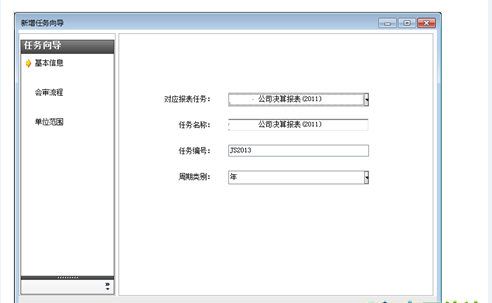 新增任务向导
任务向导
基本信息
会审流程
单位范围
对应报表任务: 公司决算报表(2011)
任务名称: 公司决算报表(2011)
任务编号: JS2013
周期类别: 年